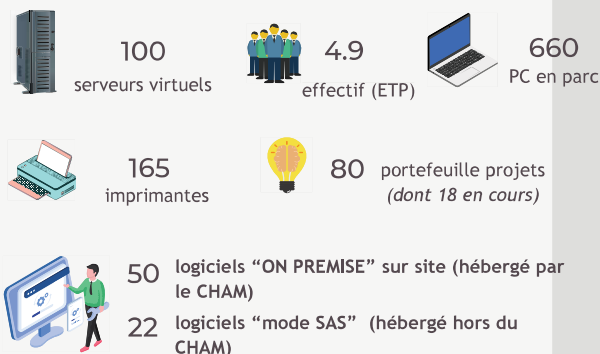 100
serveurs virtuels
4.9
effectif (ETP)
660
PC en parc
165
imprimantes
80 portefeuille projets
(dont 18 en cours)
50 logiciels “ON PREMISE” sur site (hébergé par
le CHAM)
22 logiciels “mode SAS” (hébergé hors du
CHAM)